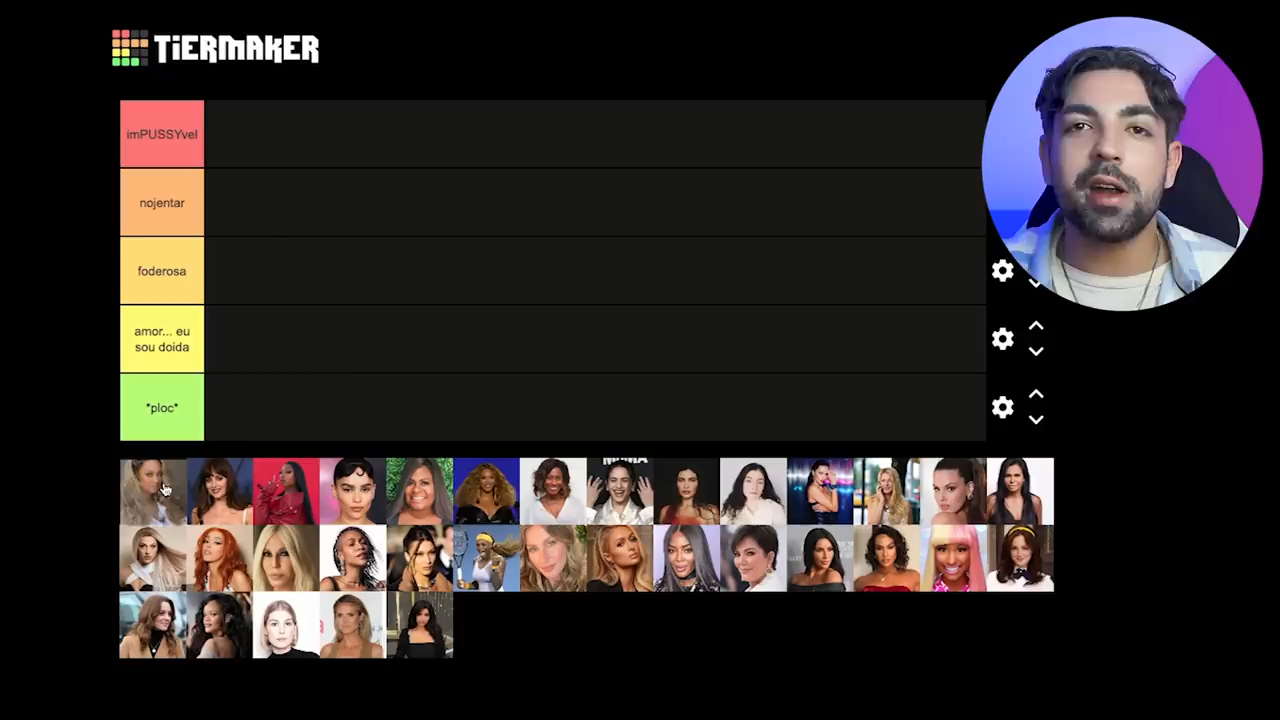 TiERMAKER
imPUSSYvel
nojentar
foderosa
amor... eu
sou doida
*ploc*